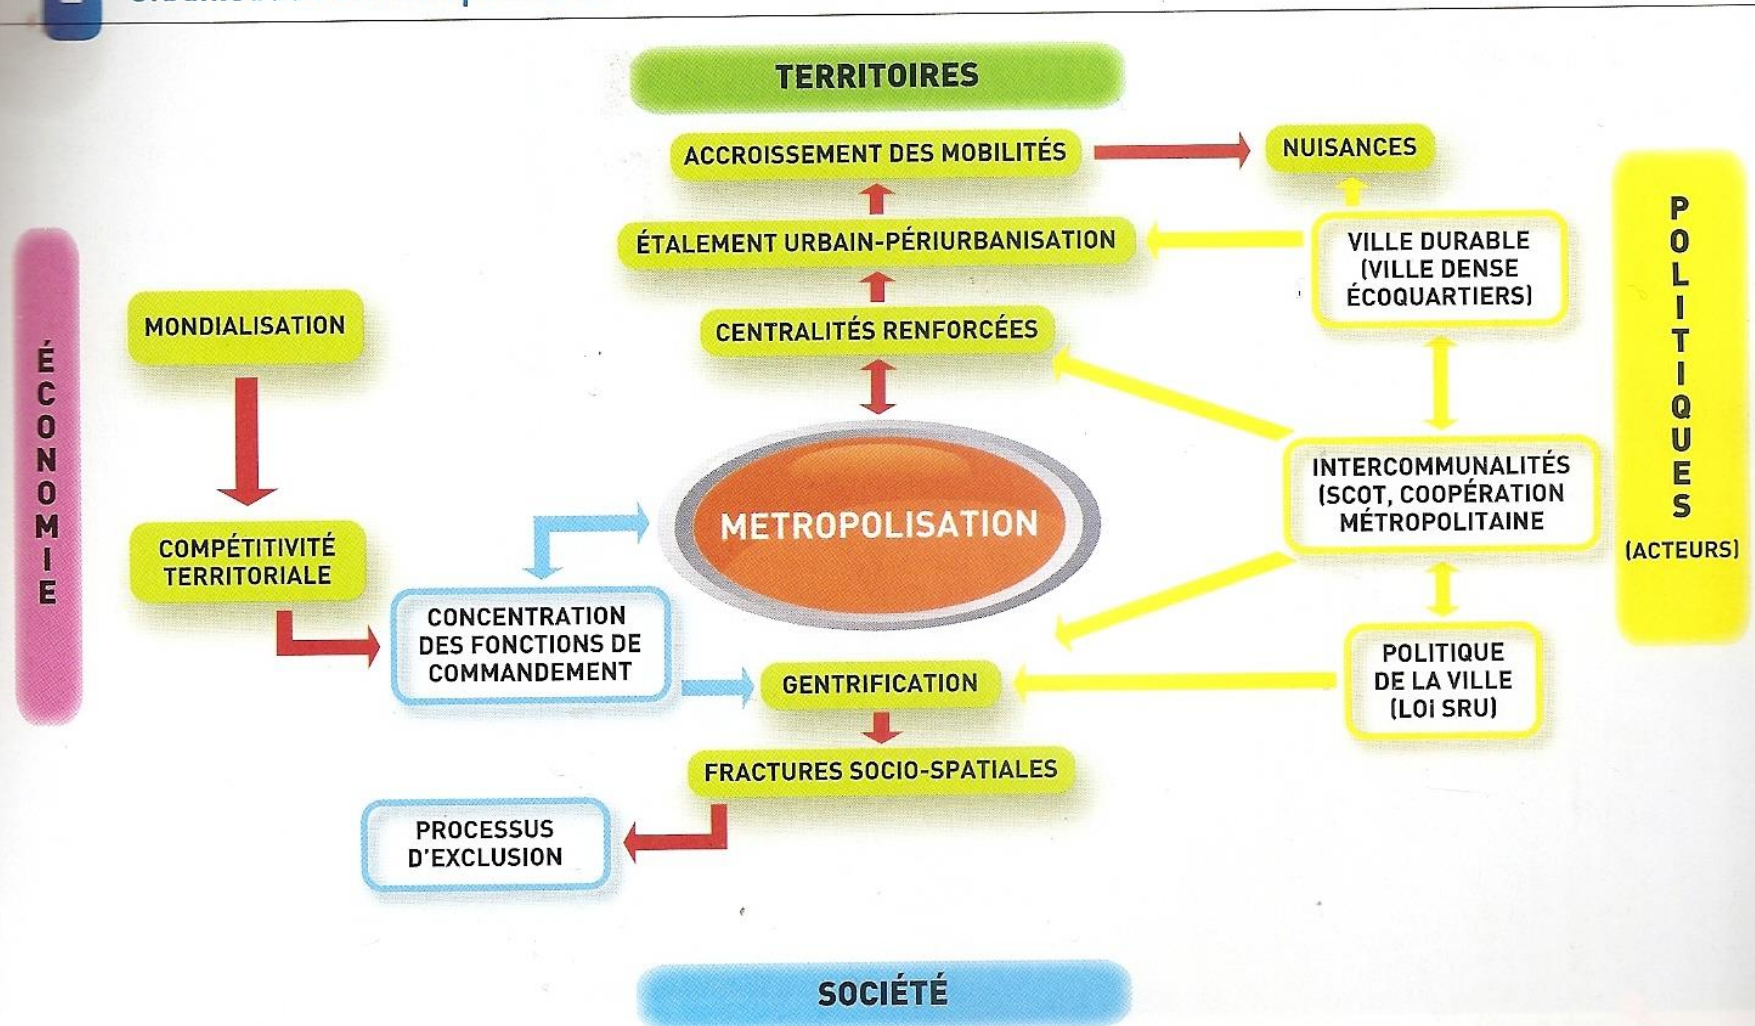 TERRITOIRES
ACCROISSEMENT DES MOBILITÉS
NUISANCES
ÉTALEMENT URBAIN-PÉRIURBANISATION
VILLE DURABLE
(VILLE DENSE
ÉCOQUARTIERS)
MONDIALISATION
CENTRALITÉS RENFORCÉES
ÉCONOMIE
POLITIQUES
(ACTEURS)
METROPOLISATION
INTERCOMMUNALITÉS
(SCOT, COOPÉRATION
MÉTROPOLITAINE
COMPÉTITIVITÉ
TERRITORIALE
CONCENTRATION
DES FONCTIONS DE
COMMANDEMENT
GENTRIFICATION
POLITIQUE
DE LA VILLE
(LOi SRU)
FRACTURES SOCIO-SPATIALES
PROCESSUS
D'EXCLUSION
SOCIÉTÉ